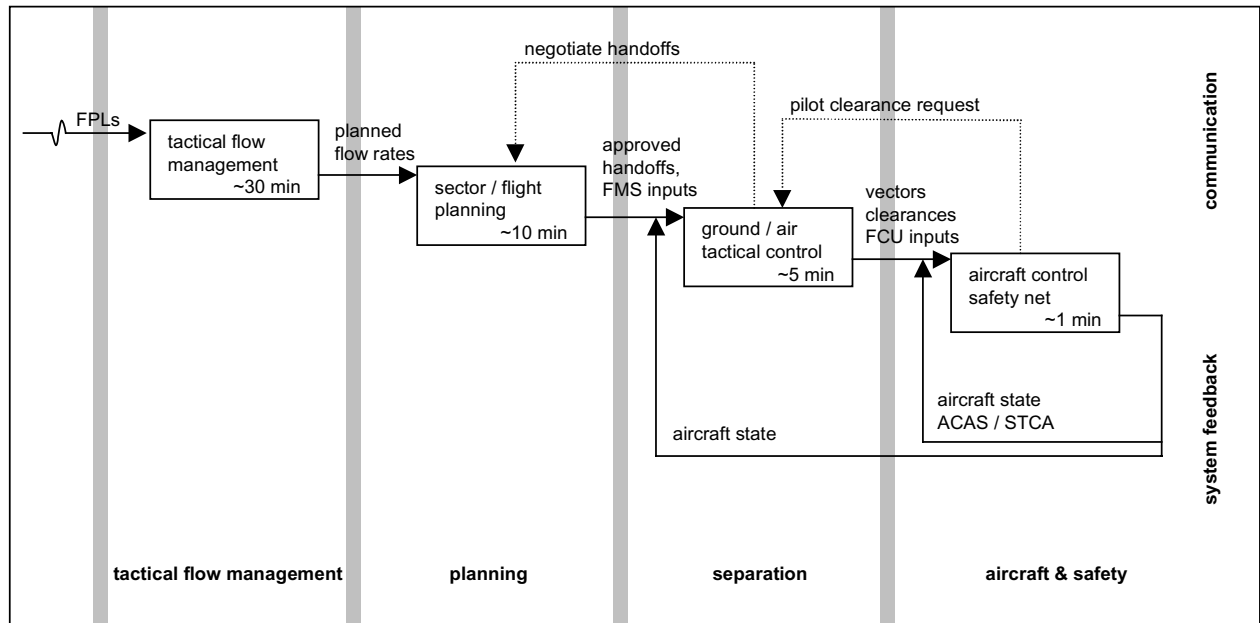 negotiate handoffs
pilot clearance request
FPLs
tactical flow
management
~30 min
planned
flow rates
sector / flight
planning
~10 min
approved
handoffs,
FMS inputs
ground / air
tactical control
~5 min
vectors
clearances
FCU inputs
aircraft control
safety net
~1 min
communication
aircraft state
ACAS / STCA
aircraft state
system feedback
tactical flow management
planning
separation
aircraft & safety